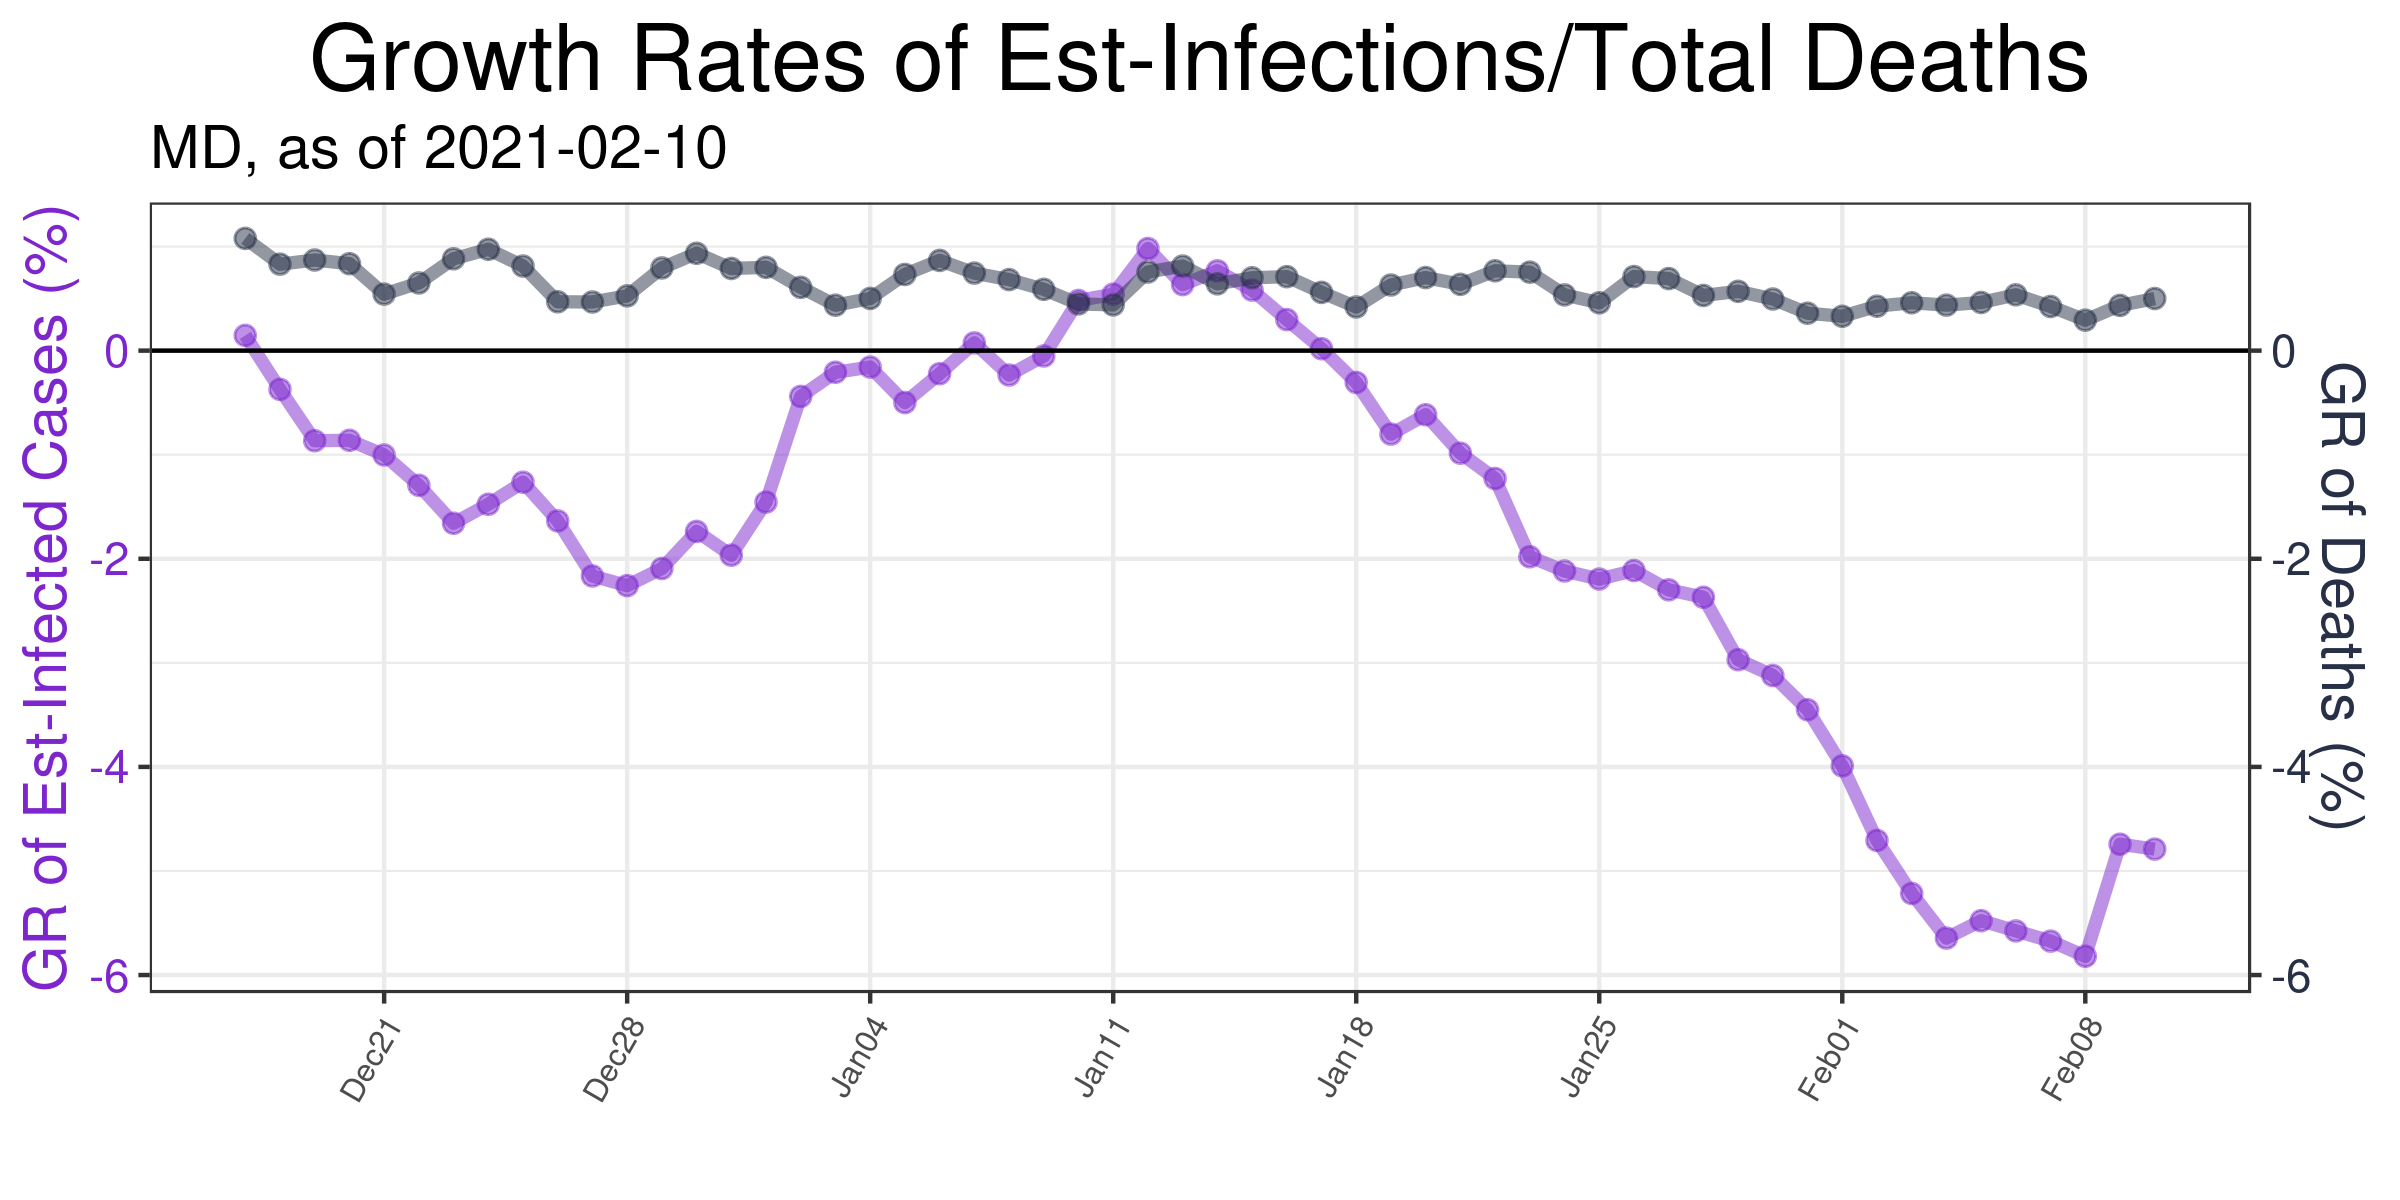 Growth Rates of Est-Infections/Total Deaths
MD, as of 2021-02-10
GR of Est-Infected Cases (%)
0
-2
-4
-6
0
-2
-4
-6
GR of Deaths (%)
Dec21
Dec28
Jan04
Jan11
Jan18
Jan25
Feb01
Feb08